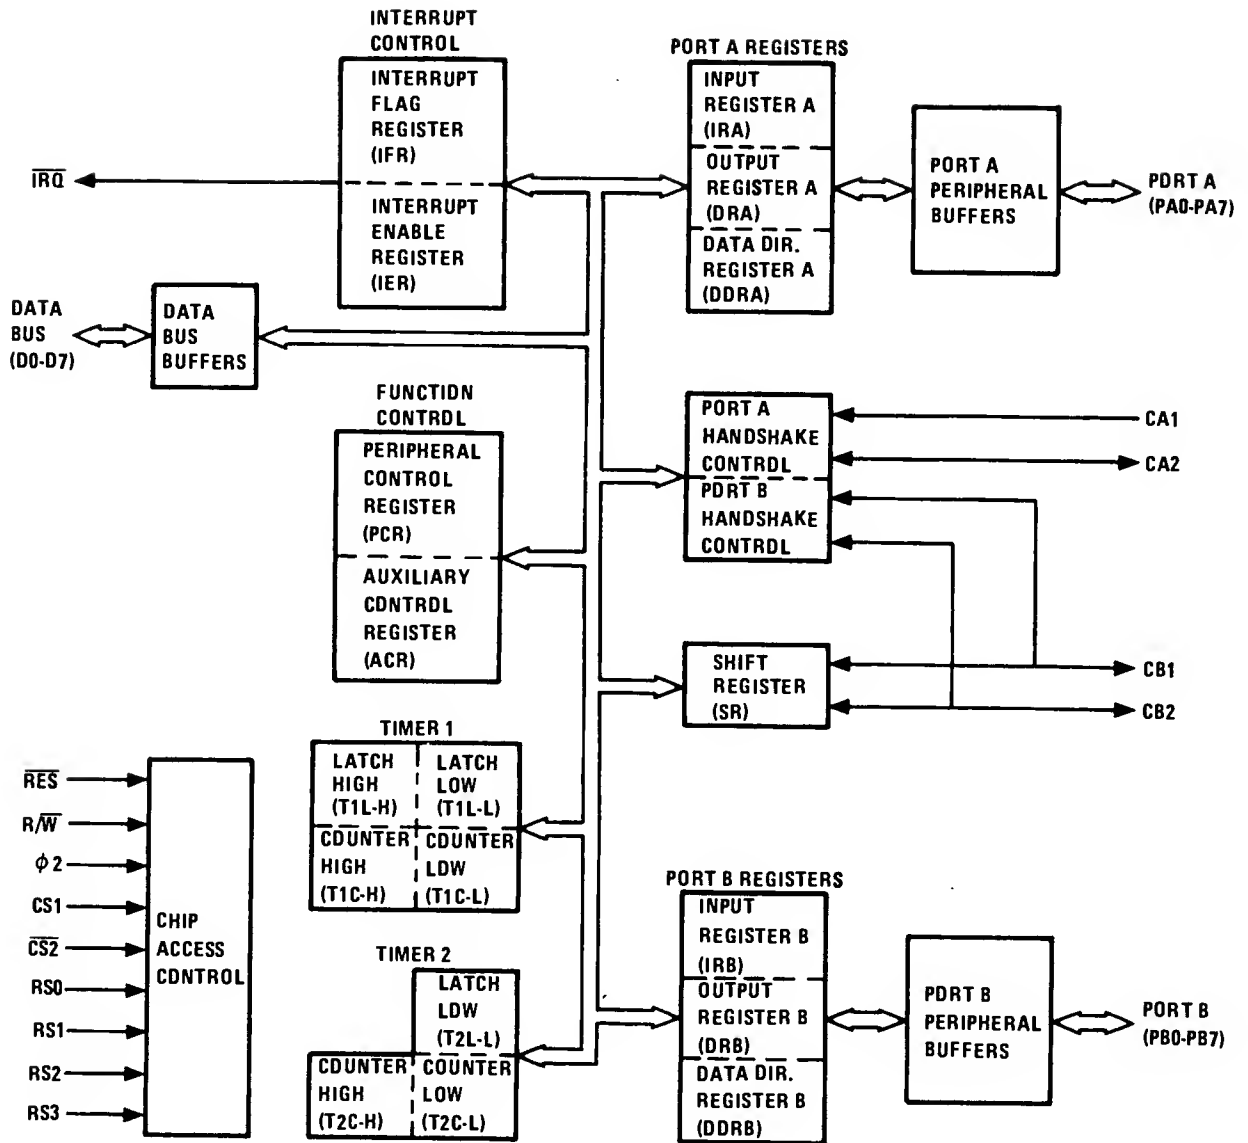 INTERRUPT
CONTROL
INTERRUPT
FLAG
REGISTER
(IFR)
INTERRUPT
ENABLE
REGISTER
(IER)
I̅R̅Q̅
DATA
BUS
(D0-D7)
DATA
BUS
BUFFERS
FUNCTIDN
CONTRDL
PERIPHERAL
CONTROL
REGISTER
(PCR)
AUXILIARY
CDNTRDL
REGISTER
(ACR)
TIMER 1
LATCH
HIGH
(T1L-H)
LATCH
LOW
(T1L-L)
CDUNTER
HIGH
(T1C-H)
CDUNTER
LDW
(T1C-L)
TIMER 2
LATCH
LDW
(T2L-L)
CDUNTER
HIGH
(T2C-H)
COUNTER
LOW
(T2C-L)
R̅E̅S̅
R/W̅
ϕ2
CS1
C̅S̅2̅
RS0
RS1
RS2
RS3
CHIP
ACCESS
CDNTROL
PORT A REGISTERS
INPUT
REGISTER A
(IRA)
OUTPUT
REGISTER A
(DRA)
DATA DIR.
REGISTER A
(DDRA)
PORT A
PERIPHERAL
BUFFERS
PDRT A
(PA0-PA7)
PORT A
HANDSHAKE
CONTRDL
PDRT B
HANDSHAKE
CONTRDL
CA1
CA2
SHIFT
REGISTER
(SR)
CB1
CB2
PORT B REGISTERS
INPUT
REGISTER B
(IRB)
OUTPUT
REGISTER B
(DRB)
DATA DIR.
REGISTER B
(DDRB)
PDRT B
PERIPHERAL
BUFFERS
PORT B
(PB0-PB7)